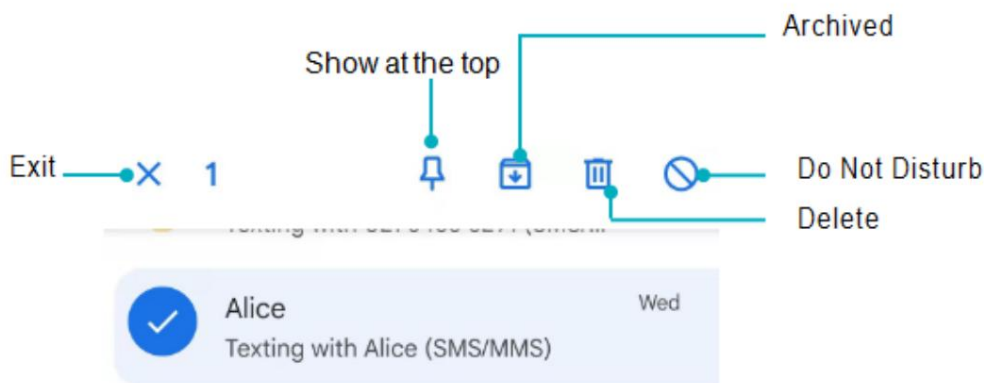 Archived
Show at the top
Exit
1
Do Not Disturb
Delete
Alice
Wed
Texting with Alice (SMS/MMS)